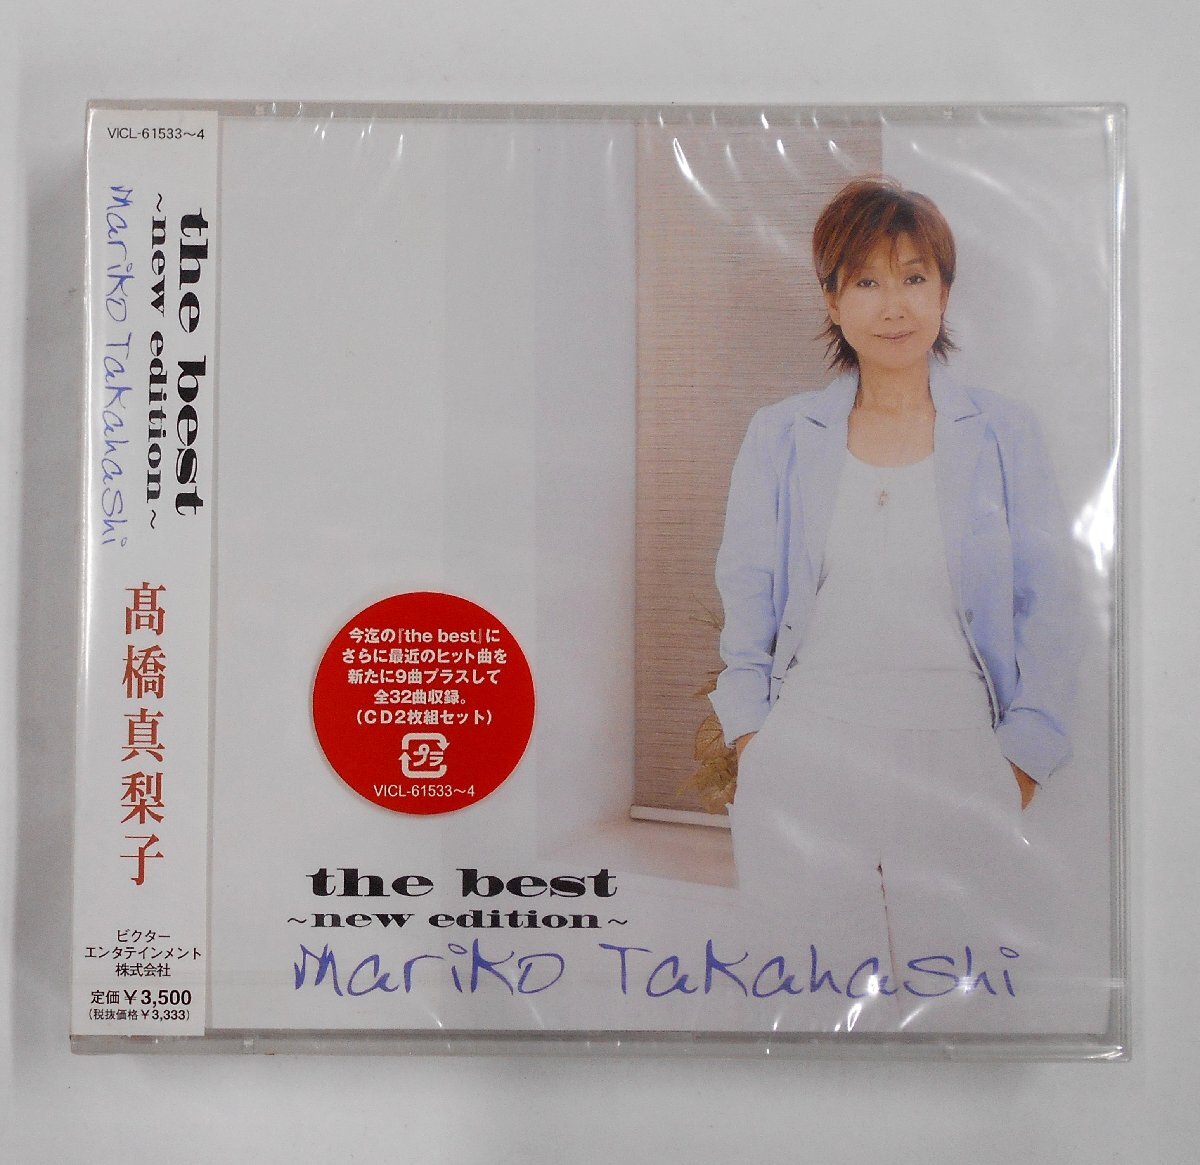 VICL-61533〜4
the best
~new edition~
Mariko Takahashi
髙橋真梨子
ビクター
エンタテインメント
株式会社
定価￥3,500
(税抜価格￥3,333)
今迄の『the best』に
さらに最近のヒット曲を
新たに9曲プラスして
全32曲収録。
(CD2枚組セット)
プラ
VICL-61533〜4
the best
~new edition~
Mariko Takahashi